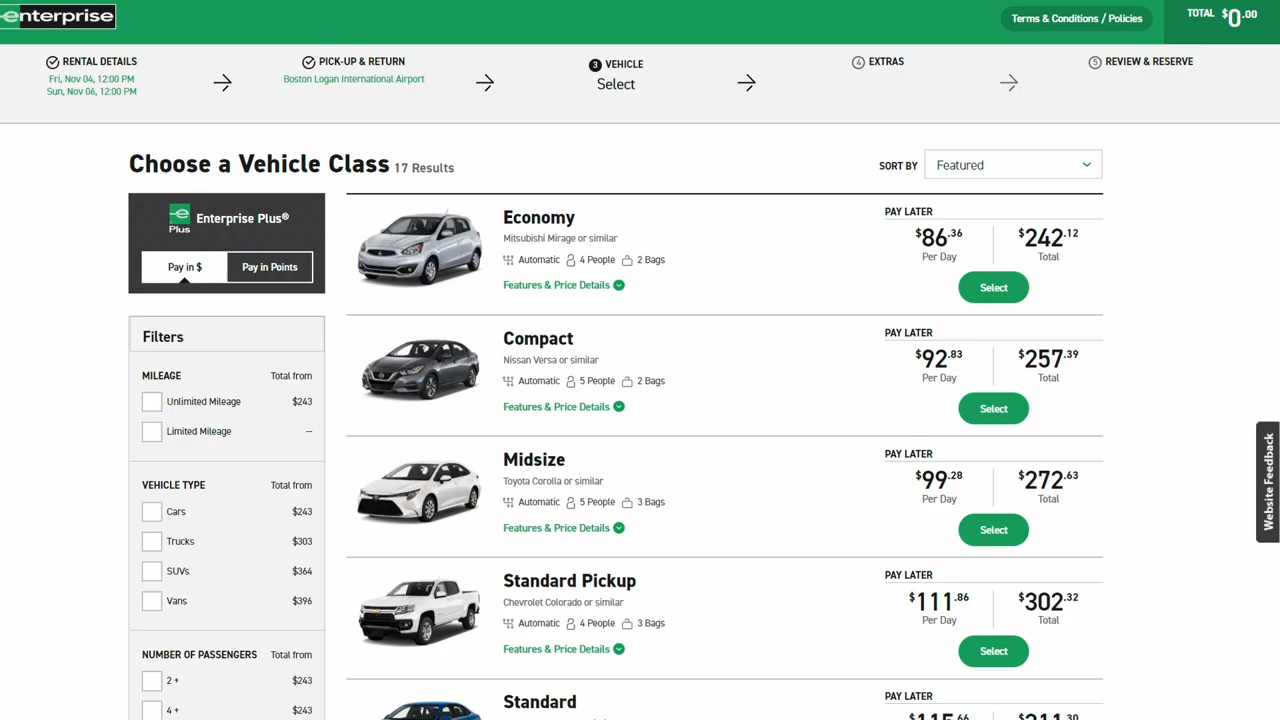 enterprise
Terms & Conditions / Policies
TOTAL $0.00
RENTAL DETAILS
Fri, Nov 04, 12:00 PM
Sun, Nov 06, 12:00 PM
PICK-UP & RETURN
Boston Logan International Airport
3 VEHICLE
Select
4 EXTRAS
5 REVIEW & RESERVE
Choose a Vehicle Class 17 Results
SORT BY Featured
e Plus Enterprise Plus®
Pay in $ Pay in Points
Filters
MILEAGE Total from
Unlimited Mileage $243
Limited Mileage --
VEHICLE TYPE Total from
Cars $243
Trucks $303
SUVs $364
Vans $396
NUMBER OF PASSENGERS Total from
2 + $243
4 + $243
Economy
Mitsubishi Mirage or similar
Automatic 4 People 2 Bags
Features & Price Details
PAY LATER
$86.36 $242.12
Per Day Total
Select
Compact
Nissan Versa or similar
Automatic 5 People 2 Bags
Features & Price Details
PAY LATER
$92.83 $257.39
Per Day Total
Select
Midsize
Toyota Corolla or similar
Automatic 5 People 3 Bags
Features & Price Details
PAY LATER
$99.28 $272.63
Per Day Total
Select
Standard Pickup
Chevrolet Colorado or similar
Automatic 4 People 3 Bags
Features & Price Details
PAY LATER
$111.86 $302.32
Per Day Total
Select
Standard
PAY LATER
$115.66 $311.30
Website Feedback